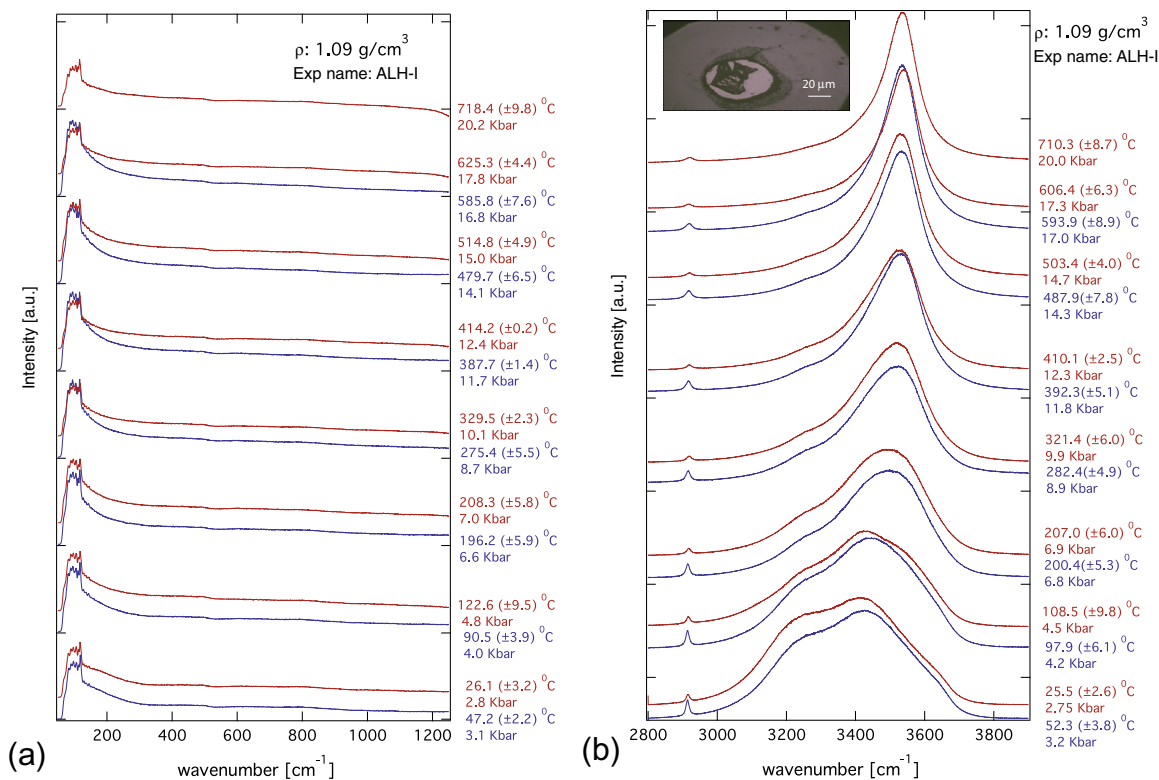 ρ: 1.09 g/cm³
Exp name: ALH-I
718.4 (±9.8) ⁰C
20.2 Kbar
625.3 (±4.4) ⁰C
17.8 Kbar
585.8 (±7.6) ⁰C
16.8 Kbar
514.8 (±4.9) ⁰C
15.0 Kbar
479.7 (±6.5) ⁰C
14.1 Kbar
414.2 (±0.2) ⁰C
12.4 Kbar
387.7 (±1.4) ⁰C
11.7 Kbar
329.5 (±2.3) ⁰C
10.1 Kbar
275.4 (±5.5) ⁰C
8.7 Kbar
208.3 (±5.8) ⁰C
7.0 Kbar
196.2 (±5.9) ⁰C
6.6 Kbar
122.6 (±9.5) ⁰C
4.8 Kbar
90.5 (±3.9) ⁰C
4.0 Kbar
26.1 (±3.2) ⁰C
2.8 Kbar
47.2 (±2.2) ⁰C
3.1 Kbar
Intensity [a.u.]
200 400 600 800 1000 1200
wavenumber [cm⁻¹]
(a)
20 μm
ρ: 1.09 g/cm³
Exp name: ALH-I
710.3 (±8.7) ⁰C
20.0 Kbar
606.4 (±6.3) ⁰C
17.3 Kbar
593.9 (±8.9) ⁰C
17.0 Kbar
503.4 (±4.0) ⁰C
14.7 Kbar
487.9 (±7.8) ⁰C
14.3 Kbar
410.1 (±2.5) ⁰C
12.3 Kbar
392.3(±5.1) ⁰C
11.8 Kbar
321.4 (±6.0) ⁰C
9.9 Kbar
282.4(±4.9) ⁰C
8.9 Kbar
207.0 (±6.0) ⁰C
6.9 Kbar
200.4(±5.3) ⁰C
6.8 Kbar
108.5 (±9.8) ⁰C
4.5 Kbar
97.9 (±6.1) ⁰C
4.2 Kbar
25.5 (±2.6) ⁰C
2.75 Kbar
52.3 (±3.8) ⁰C
3.2 Kbar
Intensity [a.u.]
2800 3000 3200 3400 3600 3800
wavenumber [cm⁻¹]
(b)